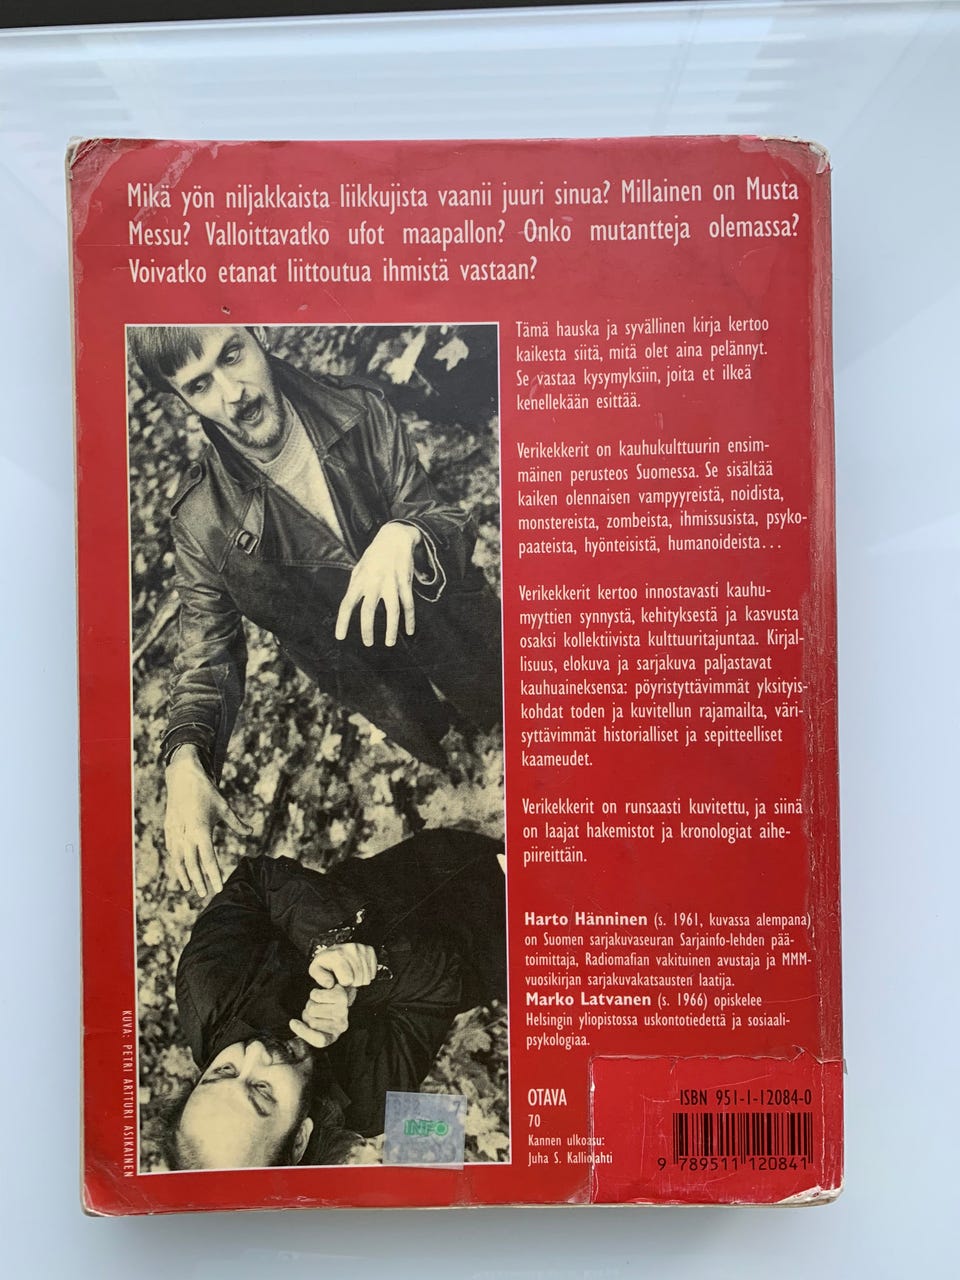 Mikä yön niljakkaista liikkujista vaanii juuri sinua? Millainen on Musta
Messu? Valloittavatko ufot maapallon? Onko mutantteja olemassa?
Voivatko etanat liittoutua ihmistä vastaan?
Tämä hauska ja syvällinen kirja kertoo
kaikesta siitä, mitä olet aina pelännyt.
Se vastaa kysymyksiin, joita et ilkeä
kenellekään esittää.
Verikekkerit on kauhukulttuurin ensim-
mäinen perusteos Suomessa. Se sisältää
kaiken olennaisen vampyyreistä, noidista,
monstereista, zombeista, ihmissusista, psyko-
paateista, hyönteisistä, humanoideista...
Verikekkerit kertoo innostavasti kauhu-
myyttien synnystä, kehityksestä ja kasvusta
osaksi kollektiivista kulttuuritajuntaa. Kirjal-
lisuus, elokuva ja sarjakuva paljastavat
kauhuaineksensa: pöyristyttävimmät yksityis-
kohdat toden ja kuvitellun rajamailta, väri-
syttävimmät historialliset ja sepitteelliset
kaameudet.
Verikekkerit on runsaasti kuvitettu, ja siinä
on laajat hakemistot ja kronologiat aihe-
piireittäin.
Harto Hänninen (s. 1961, kuvassa alempana)
on Suomen sarjakuvaseuran Sarjainfo-lehden pää-
toimittaja, Radiomafian vakituinen avustaja ja MMM-
vuosikirjan sarjakuvakatsausten laatija.
Marko Latvanen (s. 1966) opiskelee
Helsingin yliopistossa uskontotiedettä ja sosiaali-
psykologiaa.
KUVA: PETRI ARTTURI ASIKAINEN
INFO
OTAVA
70
Kannen ulkoasu:
Juha S. Kalliolahti
ISBN 951-1-12084-0
9 789511 120841